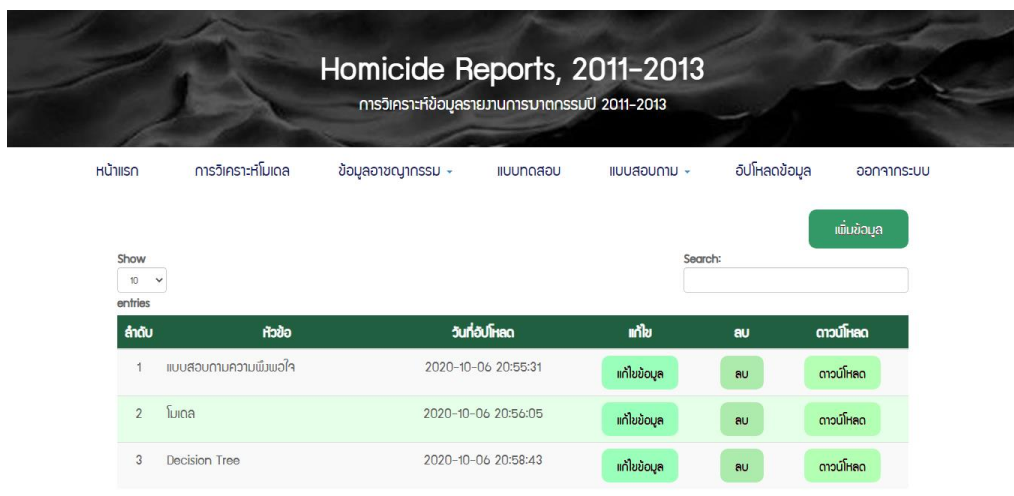 Homicide Reports, 2011-2013
การวิเคราะห์ข้อมูลรายงานการฆาตกรรมปี 2011-2013
หน้าแรก การวิเคราะห์โมเดล ข้อมูลอาชญากรรม แบบทดสอบ แบบสอบถาม อัปโหลดข้อมูล ออกจากระบบ
เพิ่มข้อมูล
Show
10
entries
Search:
ลำดับ หัวข้อ วันที่อัปโหลด แก้ไข ลบ ดาวน์โหลด
1 แบบสอบถามความพึงพอใจ 2020-10-06 20:55:31 แก้ไขข้อมูล ลบ ดาวน์โหลด
2 โมเดล 2020-10-06 20:56:05 แก้ไขข้อมูล ลบ ดาวน์โหลด
3 Decision Tree 2020-10-06 20:58:43 แก้ไขข้อมูล ลบ ดาวน์โหลด